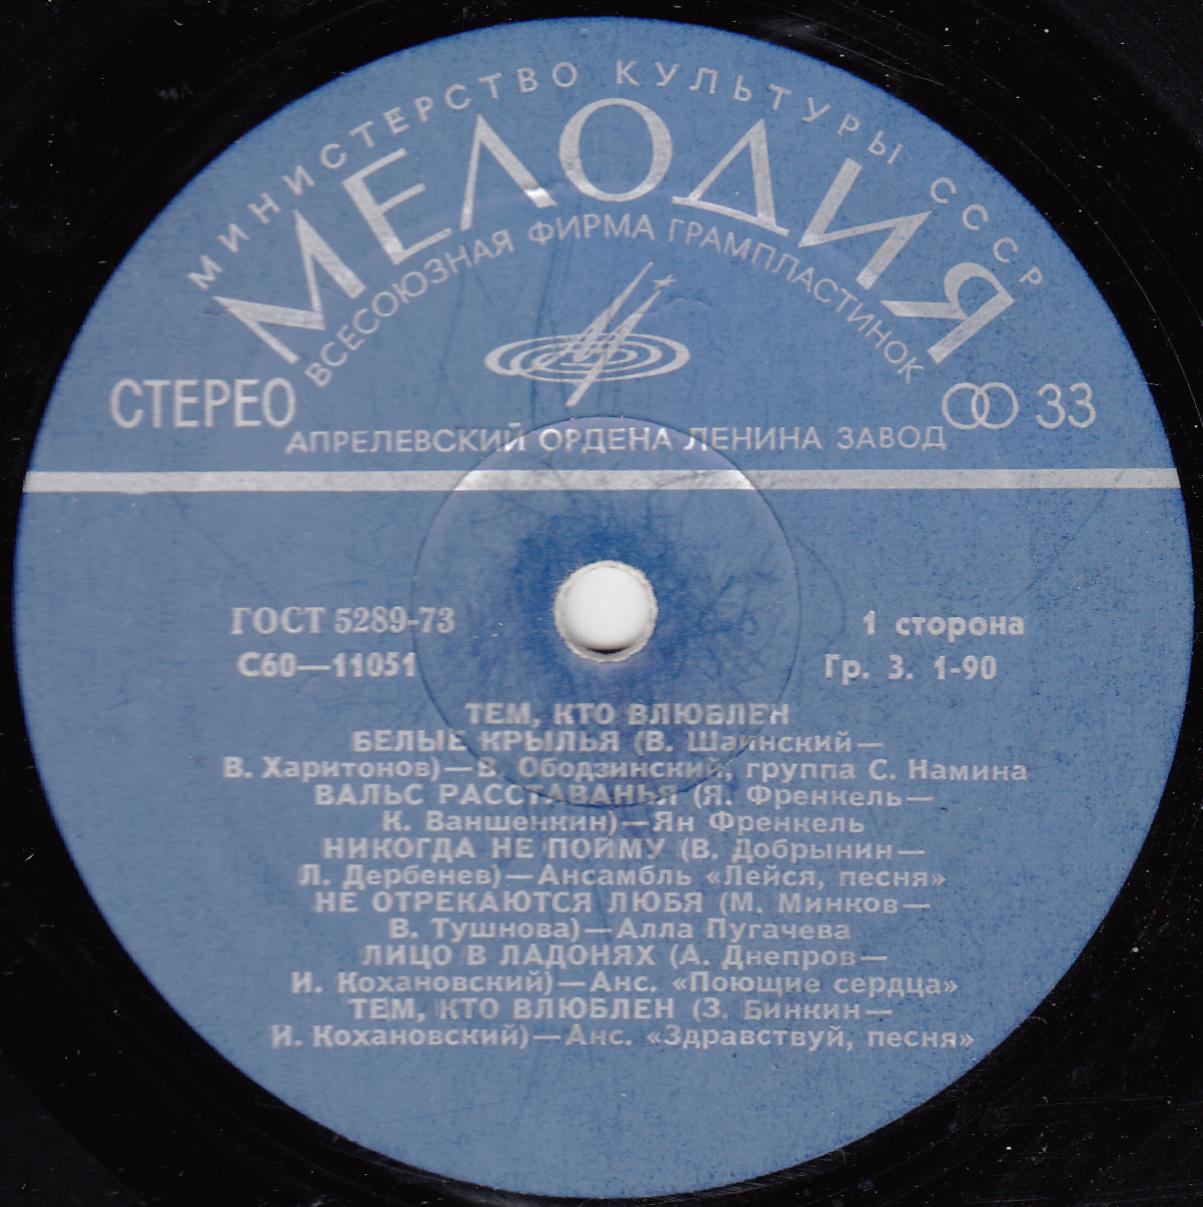 МИНИСТЕРСТВО КУЛЬТУРЫ СССР
МЕЛОДИЯ
ВСЕСОЮЗНАЯ ФИРМА ГРАМПЛАСТИНОК
СТЕРЕО
33
АПРЕЛЕВСКИЙ ОРДЕНА ЛЕНИНА ЗАВОД
ГОСТ 5289-73
1 сторона
С60—11051
Гр. 3. 1-90
ТЕМ, КТО ВЛЮБЛЕН
БЕЛЫЕ КРЫЛЬЯ (В. Шаинский—
В. Харитонов)—В. Ободзинский, группа С. Намина
ВАЛЬС РАССТАВАНЬЯ (Я. Френкель—
К. Ваншенкин)—Ян Френкель
НИКОГДА НЕ ПОЙМУ (В. Добрынин—
Л. Дербенев)—Ансамбль «Лейся, песня»
НЕ ОТРЕКАЮТСЯ ЛЮБЯ (М. Минков—
В. Тушнова)—Алла Пугачева
ЛИЦО В ЛАДОНЯХ (А. Днепров—
И. Кохановский)—Анс. «Поющие сердца»
ТЕМ, КТО ВЛЮБЛЕН (З. Бинкин—
И. Кохановский)—Анс. «Здравствуй, песня»